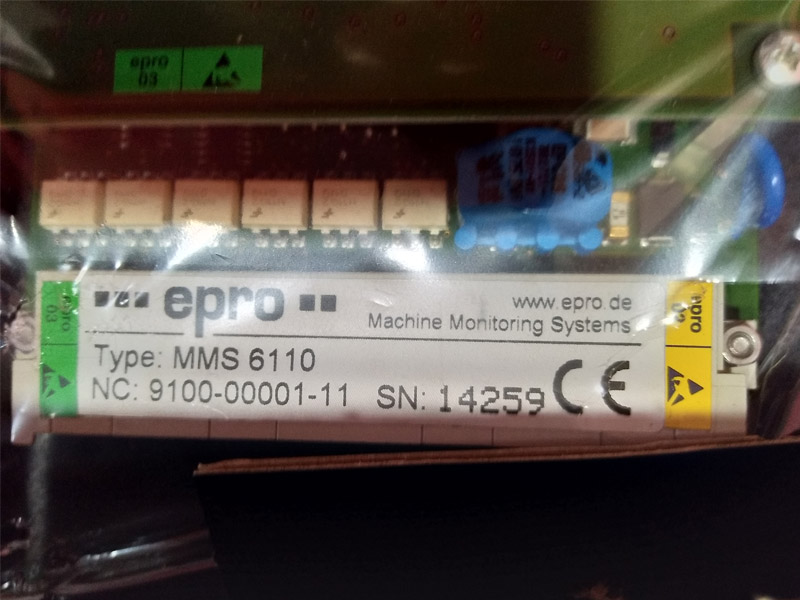 epro
03
epro
www.epro.de
Machine Monitoring Systems
Type: MMS 6110
NC: 9100-00001-11 SN: 14259 CE
epro
03
epro
03